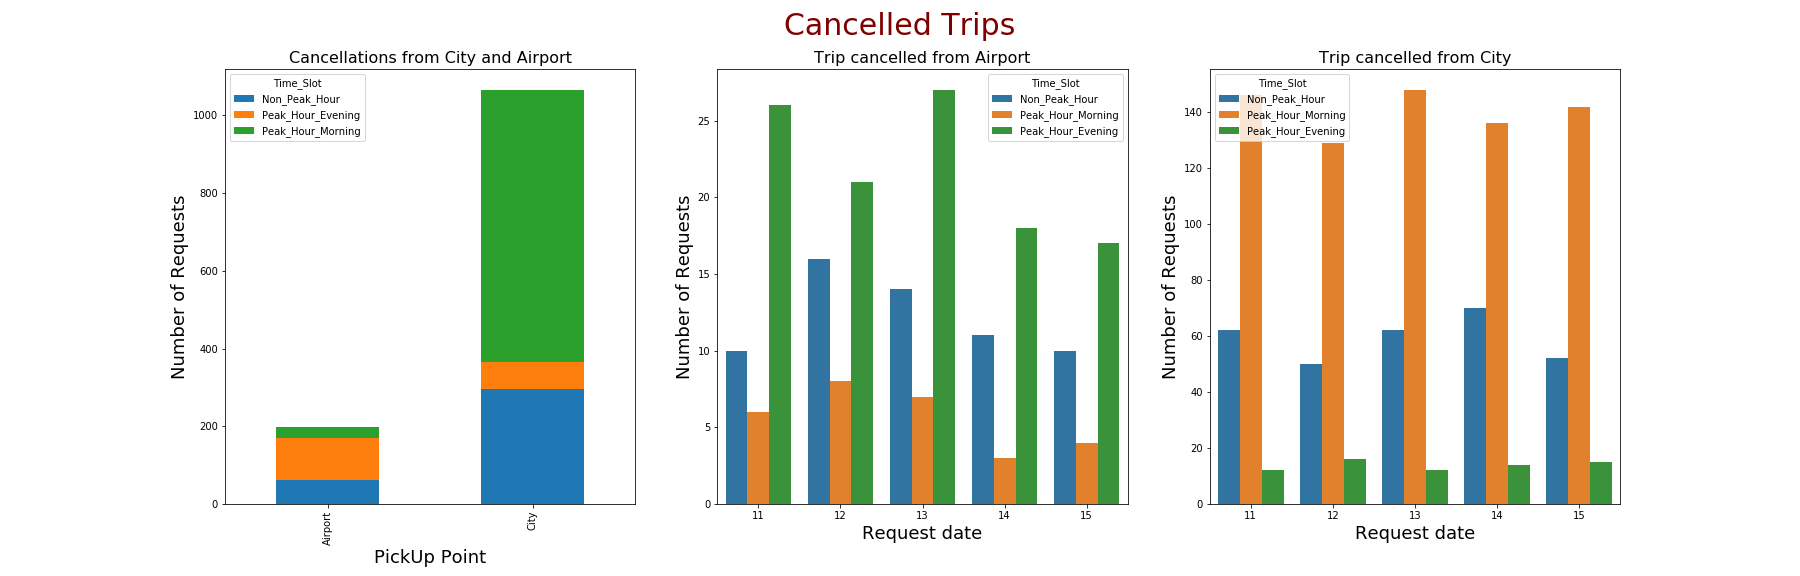 Cancelled Trips
Cancellations from City and Airport
Time_Slot
Non_Peak_Hour
Peak_Hour_Evening
Peak_Hour_Morning
Number of Requests
1000
800
600
400
200
0
Airport
City
PickUp Point
Trip cancelled from Airport
Time_Slot
Non_Peak_Hour
Peak_Hour_Morning
Peak_Hour_Evening
Number of Requests
25
20
15
10
5
0
11 12 13 14 15
Request date
Trip cancelled from City
Time_Slot
Non_Peak_Hour
Peak_Hour_Morning
Peak_Hour_Evening
Number of Requests
140
120
100
80
60
40
20
0
11 12 13 14 15
Request date